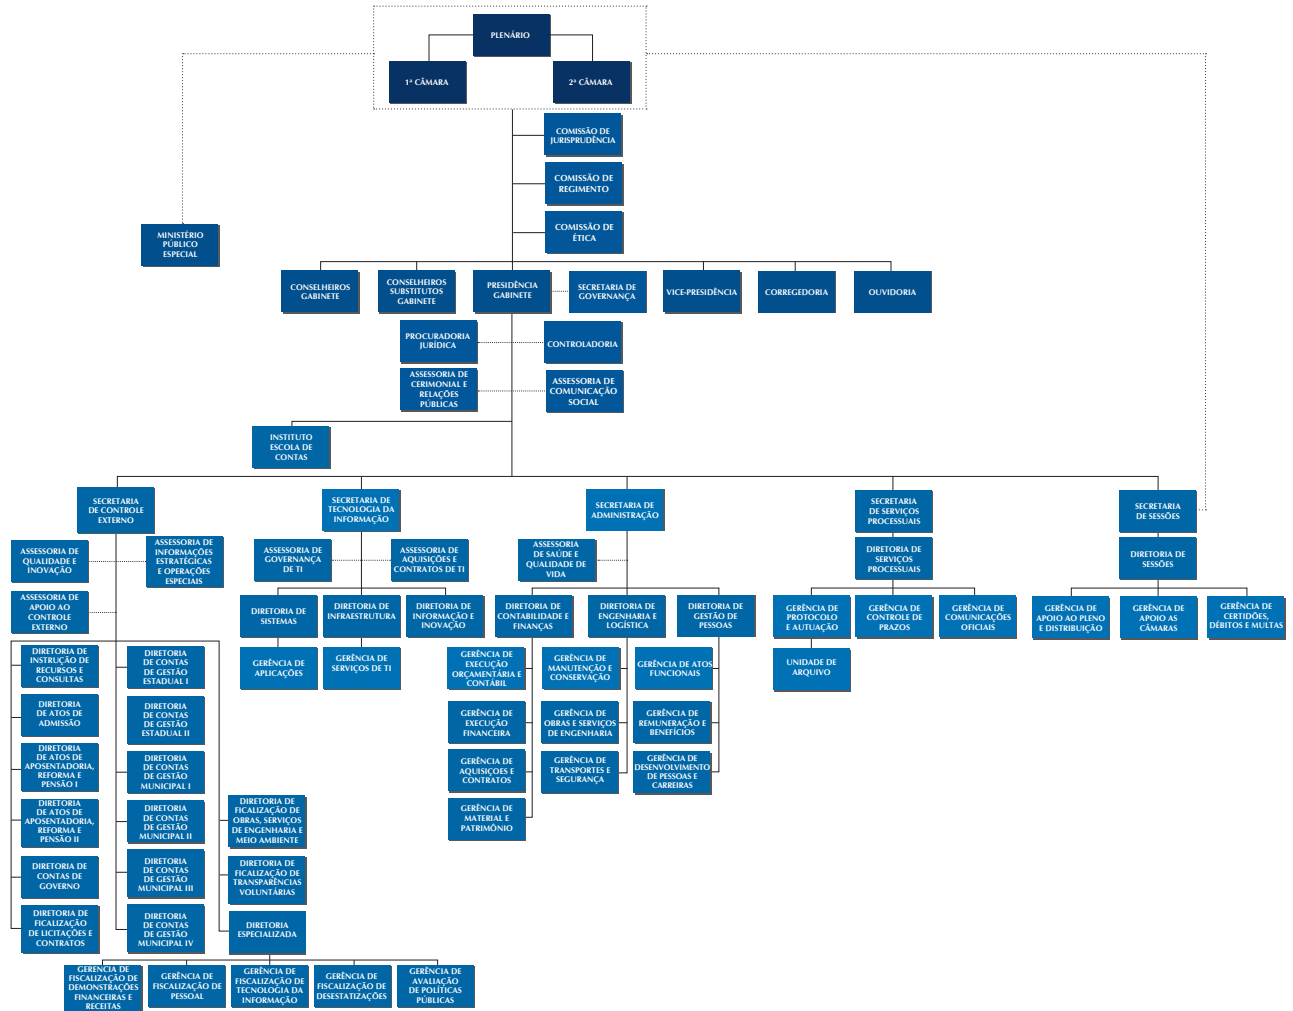 PLENÁRIO
1ª CÂMARA
2ª CÂMARA
COMISSÃO DE
JURISPRUDÊNCIA
COMISSÃO DE
REGIMENTO
COMISSÃO DE
ÉTICA
MINISTÉRIO
PÚBLICO
ESPECIAL
CONSELHEIROS
GABINETE
CONSELHEIROS
SUBSTITUTOS
GABINETE
PRESIDÊNCIA
GABINETE
SECRETARIA DE
GOVERNANÇA
VICE-PRESIDÊNCIA
CORREGEDORIA
OUVIDORIA
PROCURADORIA
JURÍDICA
CONTROLADORIA
ASSESSORIA DE
CERIMONIAL E
RELAÇÕES
PÚBLICAS
ASSESSORIA DE
COMUNICAÇÃO
SOCIAL
INSTITUTO
ESCOLA DE
CONTAS
SECRETARIA
DE CONTROLE
EXTERNO
SECRETARIA DE
TECNOLOGIA DA
INFORMAÇÃO
SECRETARIA DE
ADMINISTRAÇÃO
SECRETARIA
DE SERVIÇOS
PROCESSUAIS
SECRETARIA
DE SESSÕES
ASSESSORIA DE
QUALIDADE E
INOVAÇÃO
ASSESSORIA DE
INFORMAÇÕES
ESTRATÉGICAS
E OPERAÇÕES
ESPECIAIS
ASSESSORIA DE
GOVERNANÇA
DE TI
ASSESSORIA DE
AQUISIÇÕES E
CONTRATOS DE TI
ASSESSORIA
DE SAÚDE E
QUALIDADE DE
VIDA
DIRETORIA DE
SERVIÇOS
PROCESSUAIS
DIRETORIA DE
SESSÕES
ASSESSORIA DE
APOIO AO
CONTROLE
EXTERNO
DIRETORIA DE
SISTEMAS
DIRETORIA DE
INFRAESTRUTURA
DIRETORIA DE
INFORMAÇÃO E
INOVAÇÃO
DIRETORIA DE
CONTABILIDADE E
FINANÇAS
DIRETORIA DE
ENGENHARIA E
LOGÍSTICA
DIRETORIA DE
GESTÃO DE
PESSOAS
GERÊNCIA DE
PROTOCOLO
E AUTUAÇÃO
GERÊNCIA DE
CONTROLE DE
PRAZOS
GERÊNCIA DE
COMUNICAÇÕES
OFICIAIS
GERÊNCIA DE
APOIO AO PLENO
E DISTRIBUIÇÃO
GERÊNCIA DE
APOIO AS
CÂMARAS
GERÊNCIA DE
CERTIDÕES,
DÉBITOS E MULTAS
DIRETORIA DE
INSTRUÇÃO DE
RECURSOS E
CONSULTAS
DIRETORIA
DE CONTAS
DE GESTÃO
ESTADUAL I
GERÊNCIA DE
APLICAÇÕES
GERÊNCIA DE
SERVIÇOS DE TI
GERÊNCIA DE
EXECUÇÃO
ORÇAMENTÁRIA E
CONTÁBIL
GERÊNCIA DE
MANUTENÇÃO E
CONSERVAÇÃO
GERÊNCIA DE ATOS
FUNCIONAIS
UNIDADE DE
ARQUIVO
DIRETORIA
DE ATOS DE
ADMISSÃO
DIRETORIA
DE CONTAS
DE GESTÃO
ESTADUAL II
GERÊNCIA DE
EXECUÇÃO
FINANCEIRA
GERÊNCIA DE
OBRAS E SERVIÇOS
DE ENGENHARIA
GERÊNCIA DE
REMUNERAÇÃO E
BENEFÍCIOS
DIRETORIA
DE ATOS DE
APOSENTADORIA,
REFORMA E
PENSÃO I
DIRETORIA
DE CONTAS
DE GESTÃO
MUNICIPAL I
GERÊNCIA DE
AQUISIÇOES E
CONTRATOS
GERÊNCIA DE
TRANSPORTES E
SEGURANÇA
GERÊNCIA DE
DESENVOLVIMENTO
DE PESSOAS E
CARREIRAS
DIRETORIA
DE ATOS DE
APOSENTADORIA,
REFORMA E
PENSÃO II
DIRETORIA
DE CONTAS
DE GESTÃO
MUNICIPAL II
DIRETORIA DE
FICALIZAÇÃO DE
OBRAS, SERVIÇOS
DE ENGENHARIA E
MEIO AMBIENTE
GERÊNCIA DE
MATERIAL E
PATRIMÔNIO
DIRETORIA DE
CONTAS DE
GOVERNO
DIRETORIA
DE CONTAS
DE GESTÃO
MUNICIPAL III
DIRETORIA DE
FICALIZAÇÃO DE
TRANSPARÊNCIAS
VOLUNTÁRIAS
DIRETORIA DE
FICALIZAÇÃO
DE LICITAÇÕES E
CONTRATOS
DIRETORIA
DE CONTAS
DE GESTÃO
MUNICIPAL IV
DIRETORIA
ESPECIALIZADA
GERENCIA DE
FISCALIZAÇÃO DE
DEMONSTRAÇÕES
FINANCEIRAS E
RECEITAS
GERÊNCIA DE
FISCALIZAÇÃO DE
PESSOAL
GERÊNCIA DE
FISCALIZAÇÃO DE
TECNOLOGIA DA
INFORMAÇÃO
GERÊNCIA DE
FISCALIZAÇÃO DE
DESESTATIZAÇÕES
GERÊNCIA DE
AVALIAÇÃO
DE POLÍTICAS
PÚBLICAS